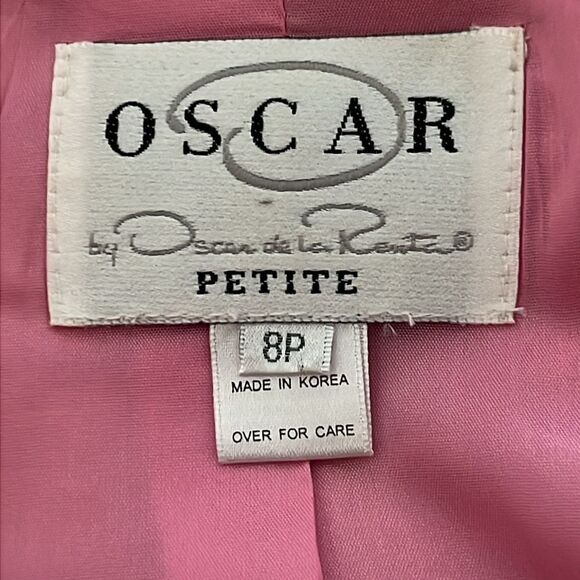 OSCAR
by Oscar de la Renta®
PETITE
8P
MADE IN KOREA
OVER FOR CARE